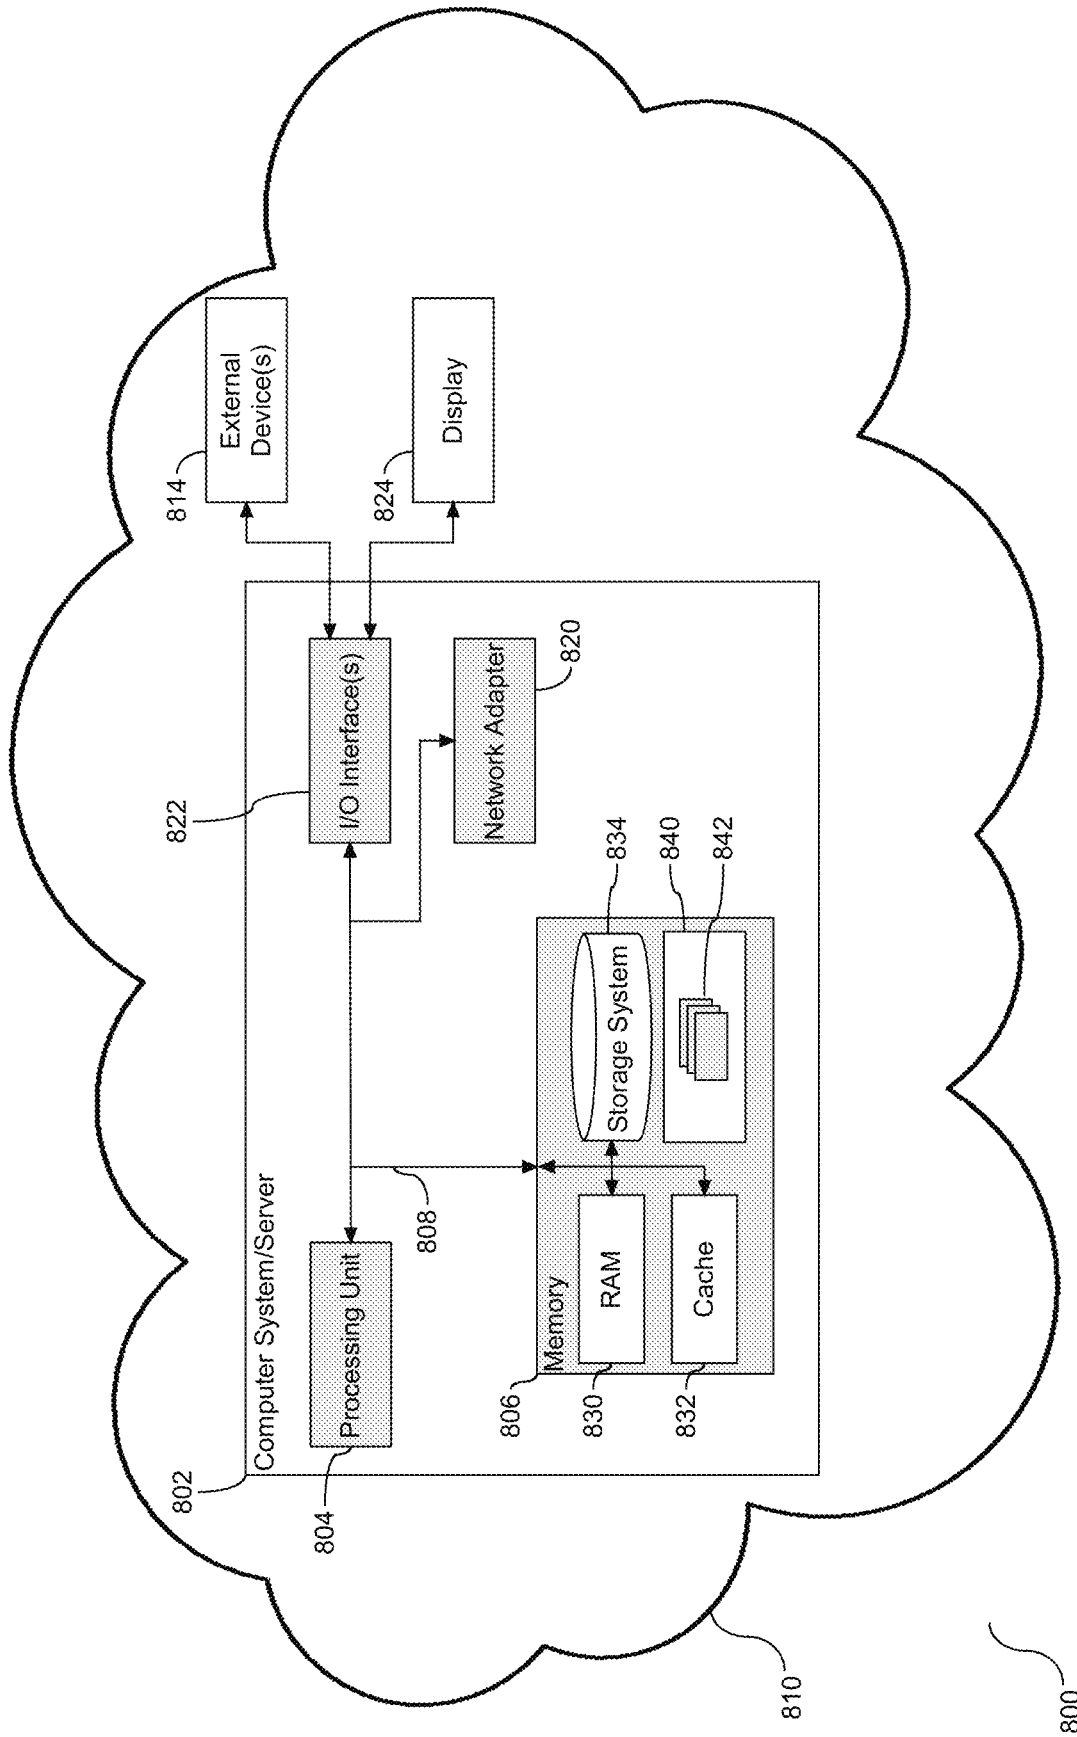 802
Computer System/Server
804
Processing Unit
808
822
I/O Interface(s)
814
External
Device(s)
824
Display
Network Adapter
820
806
Memory
830
RAM
832
Cache
Storage System
834
840
842
810
800